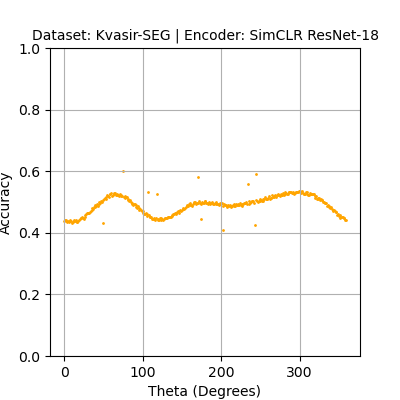 Dataset: Kvasir-SEG | Encoder: SimCLR ResNet-18
1.0
0.8
0.6
0.4
0.2
0.0
Accuracy
0 100 200 300
Theta (Degrees)